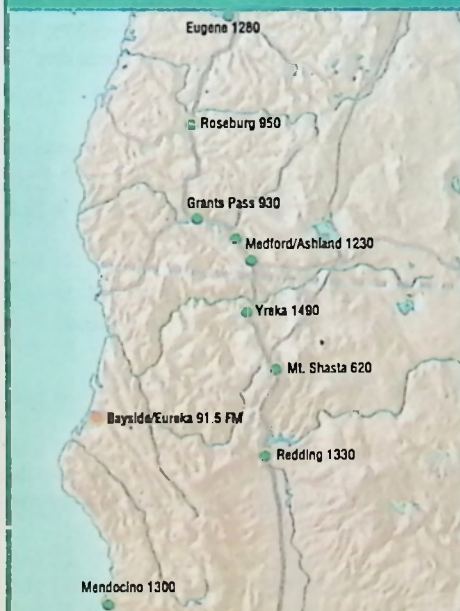 Eugene 1280
Roseburg 950
Grants Pass 930
Medford/Ashland 1230
Yreka 1490
Mt. Shasta 620
Bayside/Eureka 91.5 FM
Redding 1330
Mendocino 1300